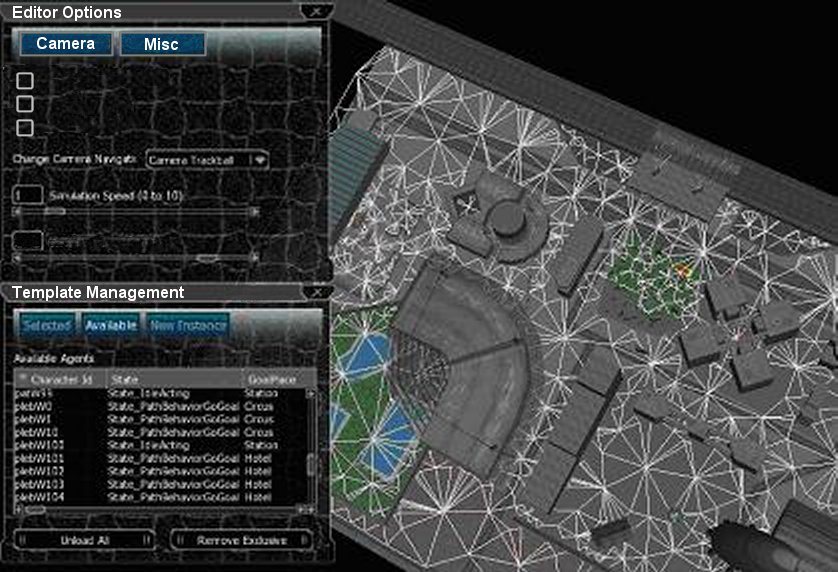 Editor Options
Camera Misc
Change Camera Navigati Camera Trackball
1 Simulation Speed (0 to 10)
Template Management
Selected Available New Instance
Available Agents
Character Id State GoalPlace
State_IdleActing Station
plebW0 State_PathBehaviorGoGoal Circus
plebW1 State_PathBehaviorGoGoal Circus
plebW10 State_PathBehaviorGoGoal Circus
plebW100 State_IdleActing Station
plebW101 State_PathBehaviorGoGoal Hotel
plebW102 State_PathBehaviorGoGoal Hotel
plebW103 State_PathBehaviorGoGoal Hotel
plebW104 State_PathBehaviorGoGoal Hotel
Unload All Remove Exclusive